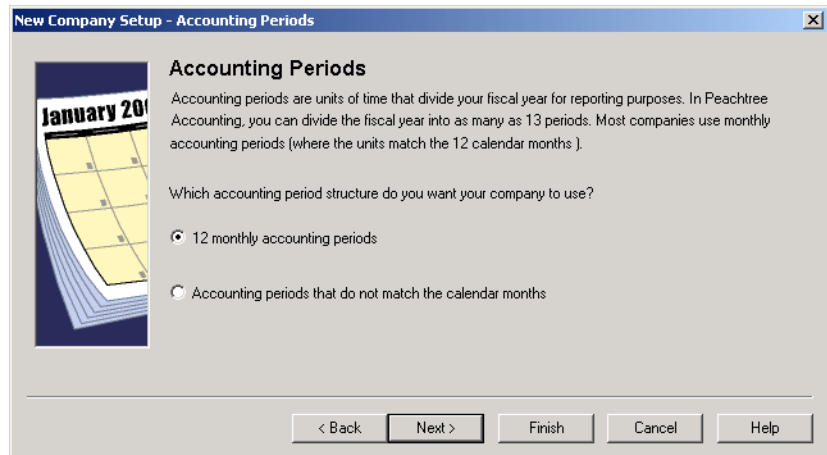 New Company Setup - Accounting Periods
Accounting Periods
January 200
Accounting periods are units of time that divide your fiscal year for reporting purposes. In Peachtree
Accounting, you can divide the fiscal year into as many as 13 periods. Most companies use monthly
accounting periods (where the units match the 12 calendar months ).
Which accounting period structure do you want your company to use?
12 monthly accounting periods
Accounting periods that do not match the calendar months
< Back
Next >
Finish
Cancel
Help